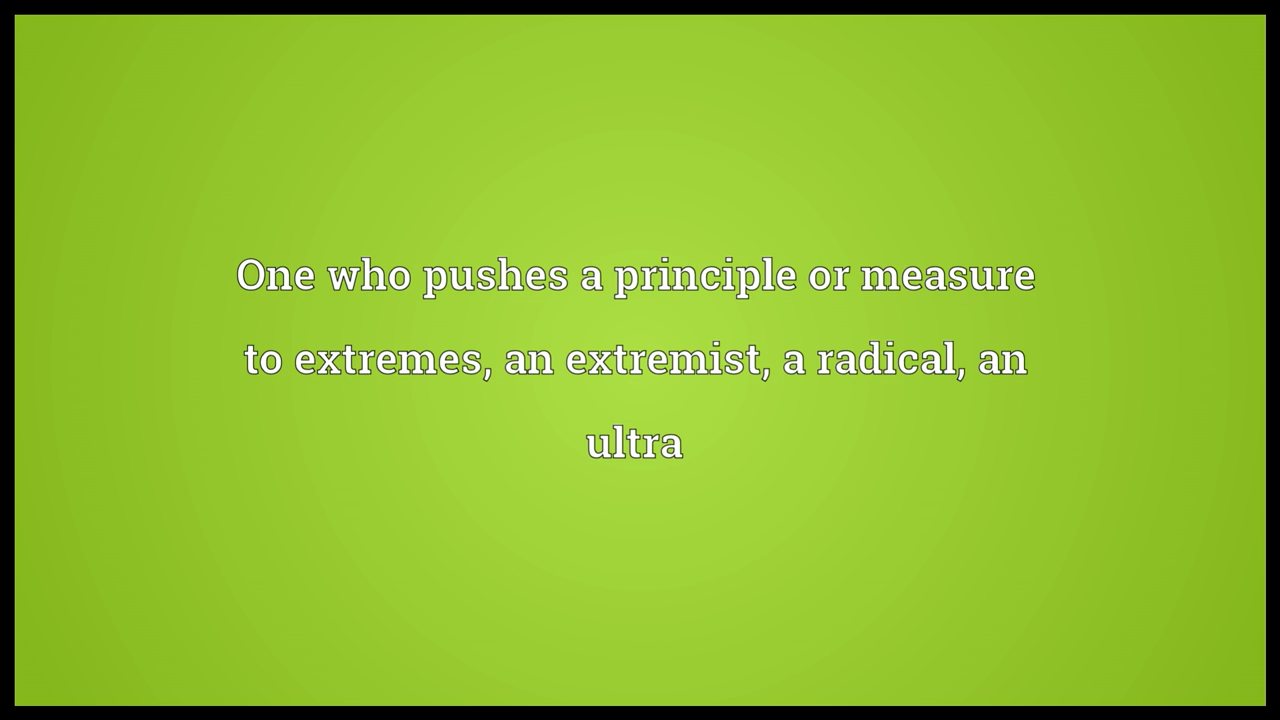 One who pushes a principle or measure
to extremes, an extremist, a radical, an
ultra